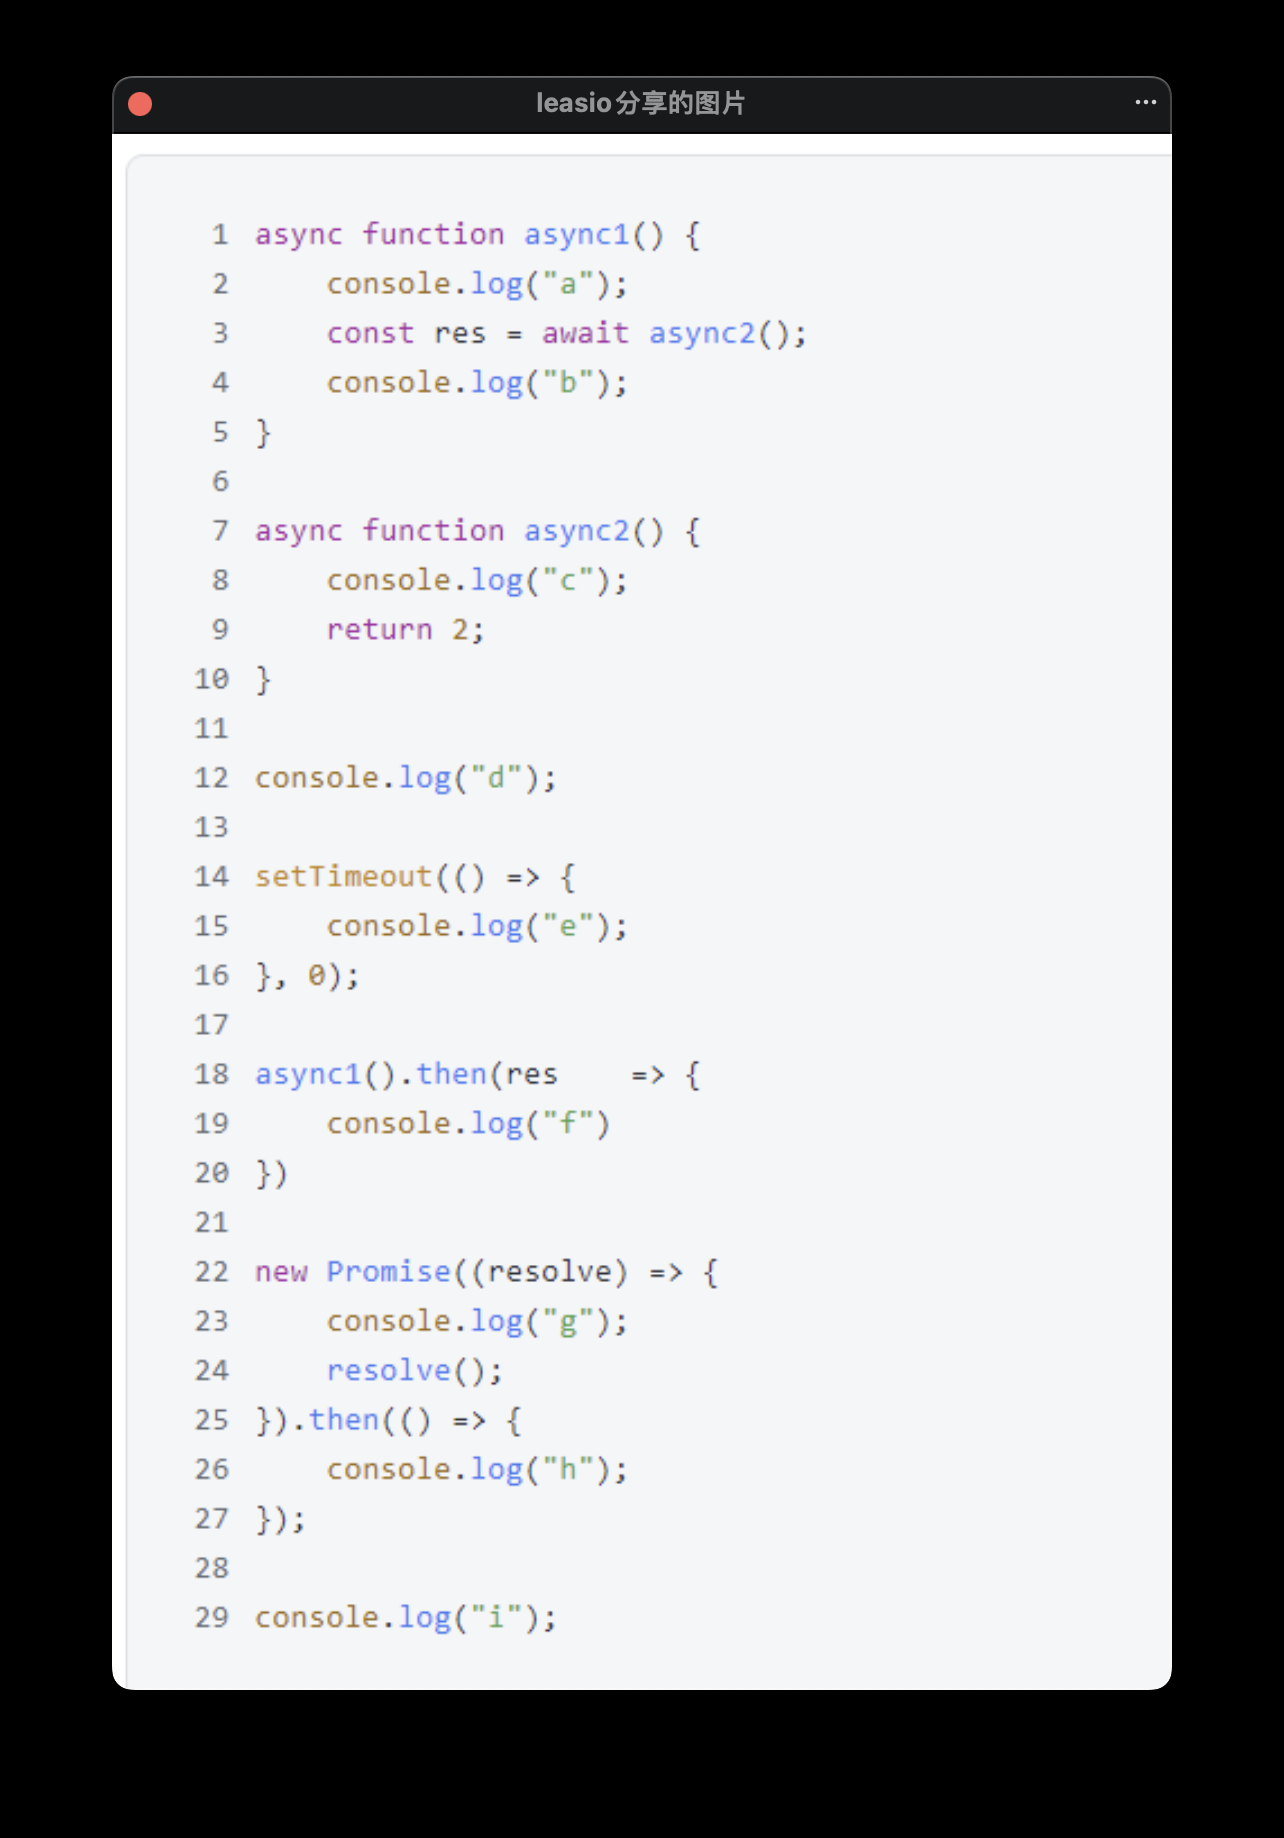 leasio分享的图片
1 async function async1() {
2     console.log("a");
3     const res = await async2();
4     console.log("b");
5 }
6
7 async function async2() {
8     console.log("c");
9     return 2;
10 }
11
12 console.log("d");
13
14 setTimeout(() => {
15     console.log("e");
16 }, 0);
17
18 async1().then(res    => {
19     console.log("f")
20 })
21
22 new Promise((resolve) => {
23     console.log("g");
24     resolve();
25 }).then(() => {
26     console.log("h");
27 });
28
29 console.log("i");